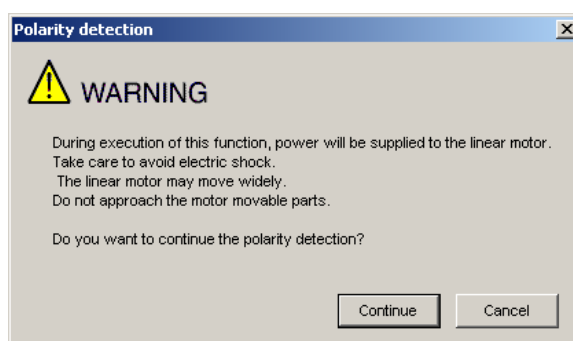 Polarity detection
WARNING
During execution of this function, power will be supplied to the linear motor.
Take care to avoid electric shock.
The linear motor may move widely.
Do not approach the motor movable parts.
Do you want to continue the polarity detection?
Continue
Cancel